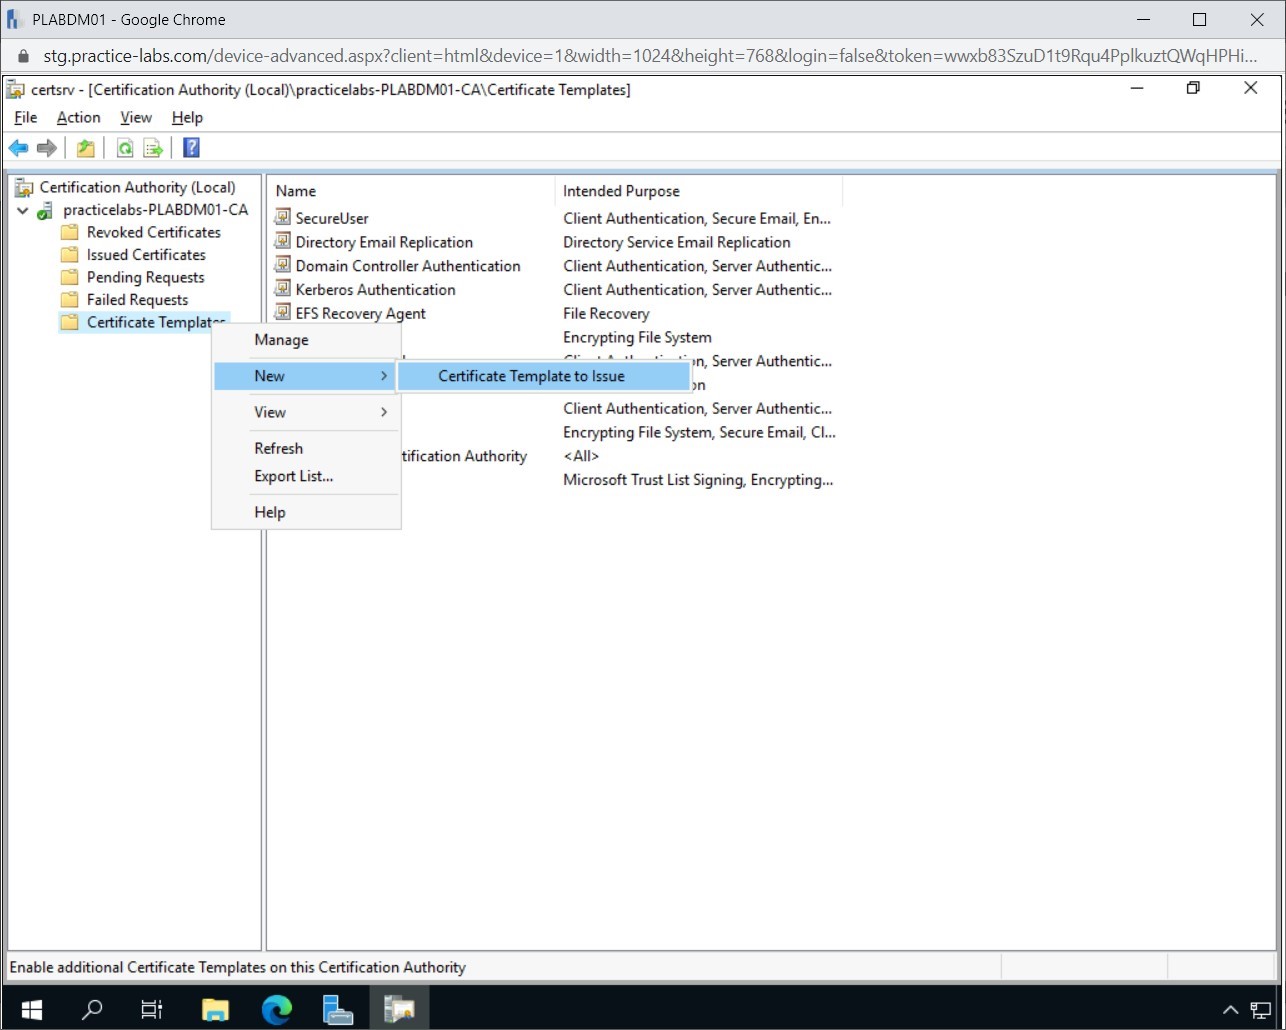 PLABDM01 - Google Chrome
stg.practice-labs.com/device-advanced.aspx?client=html&device=1&width=1024&height=768&login=false&token=wwxb83SzuD1t9Rqu4PplkuztQWqHPHi...
certsrv - [Certification Authority (Local)\practicelabs-PLABDM01-CA\Certificate Templates]
File Action View Help
Certification Authority (Local)
practicelabs-PLABDM01-CA
Revoked Certificates
Issued Certificates
Pending Requests
Failed Requests
Certificate Templates
Name Intended Purpose
SecureUser Client Authentication, Secure Email, En...
Directory Email Replication Directory Service Email Replication
Domain Controller Authentication Client Authentication, Server Authentic...
Kerberos Authentication Client Authentication, Server Authentic...
EFS Recovery Agent File Recovery
Encrypting File System
Client Authentication, Server Authentic...
Client Authentication, Server Authentic...
Encrypting File System, Secure Email, Cl...
tification Authority <All>
Microsoft Trust List Signing, Encrypting...
Manage
New
Certificate Template to Issue
View
Refresh
Export List...
Help
Enable additional Certificate Templates on this Certification Authority